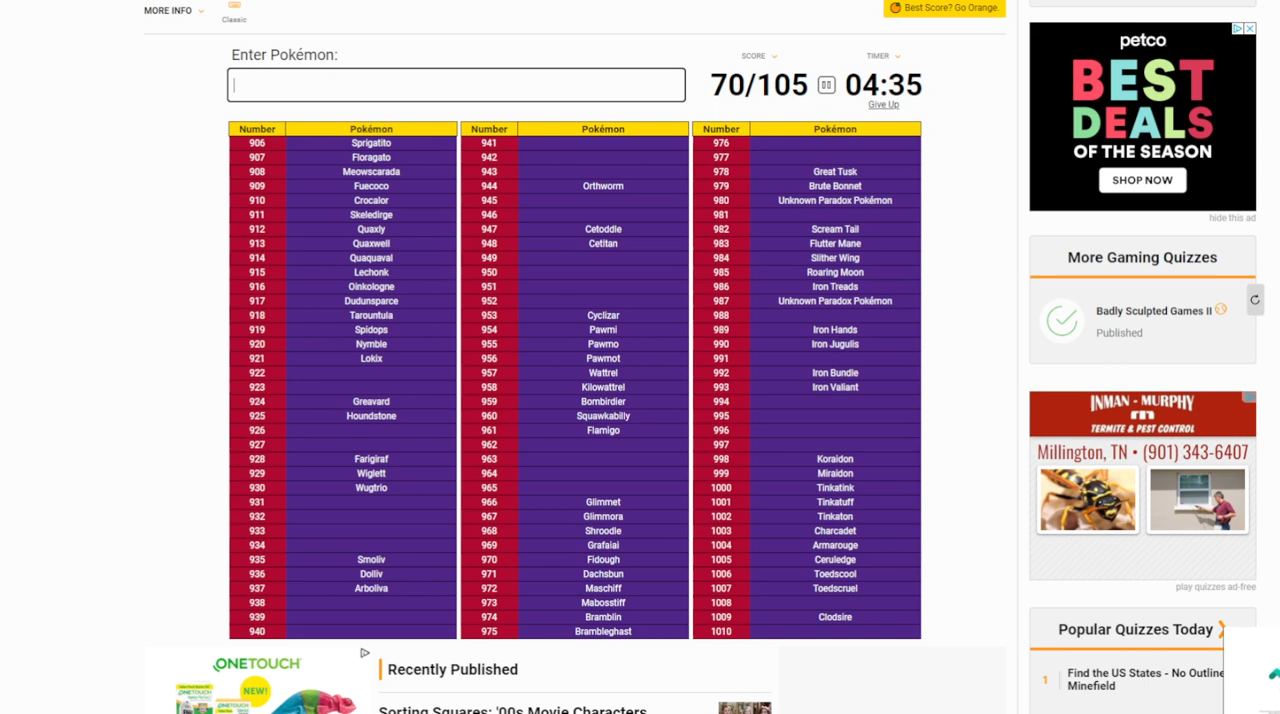 MORE INFO
Classic
Best Score? Go Orange.
Enter Pokémon:
SCORE
TIMER
70/105
04:35
Give Up
Number Pokémon Number Pokémon Number Pokémon
906 Sprigatito 941 976
907 Floragato 942 977
908 Meowscarada 943 978 Great Tusk
909 Fuecoco 944 Orthworm 979 Brute Bonnet
910 Crocalor 945 980 Unknown Paradox Pokémon
911 Skeledirge 946 981
912 Quaxly 947 Cetoddle 982 Scream Tail
913 Quaxwell 948 Cetitan 983 Flutter Mane
914 Quaquaval 949 984 Slither Wing
915 Lechonk 950 985 Roaring Moon
916 Oinkologne 951 986 Iron Treads
917 Dudunsparce 952 987 Unknown Paradox Pokémon
918 Tarountula 953 Cyclizar 988
919 Spidops 954 Pawmi 989 Iron Hands
920 Nymble 955 Pawmo 990 Iron Jugulis
921 Lokix 956 Pawmot 991
922 957 Wattrel 992 Iron Bundle
923 958 Kilowattrel 993 Iron Valiant
924 Greavard 959 Bombirdier 994
925 Houndstone 960 Squawkabilly 995
926 961 Flamigo 996
927 962 997
928 Farigiraf 963 998 Koraidon
929 Wiglett 964 999 Miraidon
930 Wugtrio 965 1000 Tinkatink
931 966 Glimmet 1001 Tinkatuff
932 967 Glimmora 1002 Tinkaton
933 968 Shroodle 1003 Charcadet
934 969 Grafaiai 1004 Armarouge
935 Smoliv 970 Fidough 1005 Ceruledge
936 Dolliv 971 Dachsbun 1006 Toedscool
937 Arboliva 972 Maschiff 1007 Toedscruel
938 973 Mabosstiff 1008
939 974 Bramblin 1009 Clodsire
940 975 Brambleghast 1010
petco
BEST
DEALS
OF THE SEASON
SHOP NOW
hide this ad
More Gaming Quizzes
Badly Sculpted Games II
Published
INMAN - MURPHY
TERMITE & PEST CONTROL
Millington, TN • (901) 343-6407
play quizzes ad-free
Popular Quizzes Today
1 Find the US States - No Outline
Minefield
ONETOUCH
NEW!
Recently Published
Sorting Squares: '00s Movie Characters